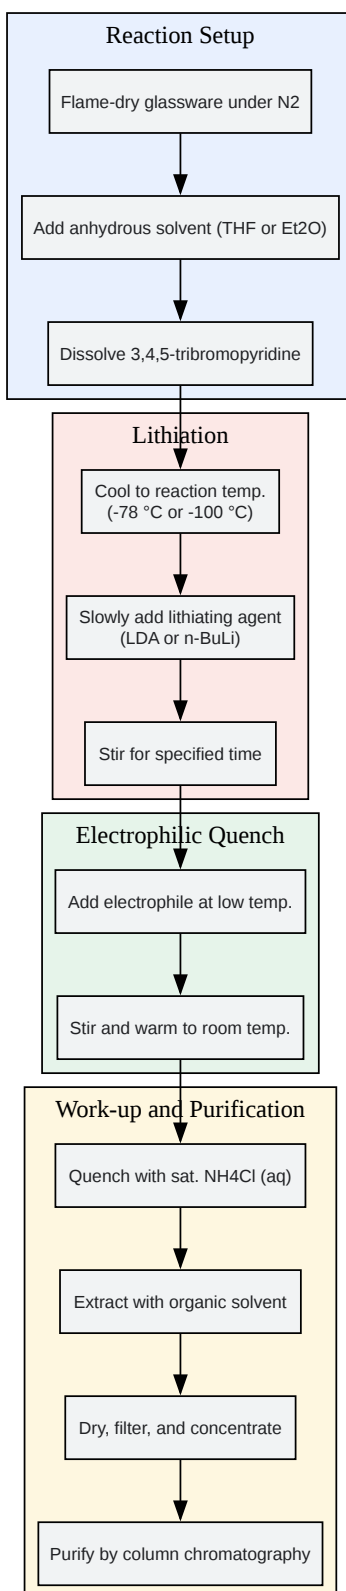 Reaction Setup
Flame-dry glassware under N2
Add anhydrous solvent (THF or Et2O)
Dissolve 3,4,5-tribromopyridine
Lithiation
Cool to reaction temp.
(-78 °C or -100 °C)
Slowly add lithiating agent
(LDA or n-BuLi)
Stir for specified time
Electrophilic Quench
Add electrophile at low temp.
Stir and warm to room temp.
Work-up and Purification
Quench with sat. NH4Cl (aq)
Extract with organic solvent
Dry, filter, and concentrate
Purify by column chromatography